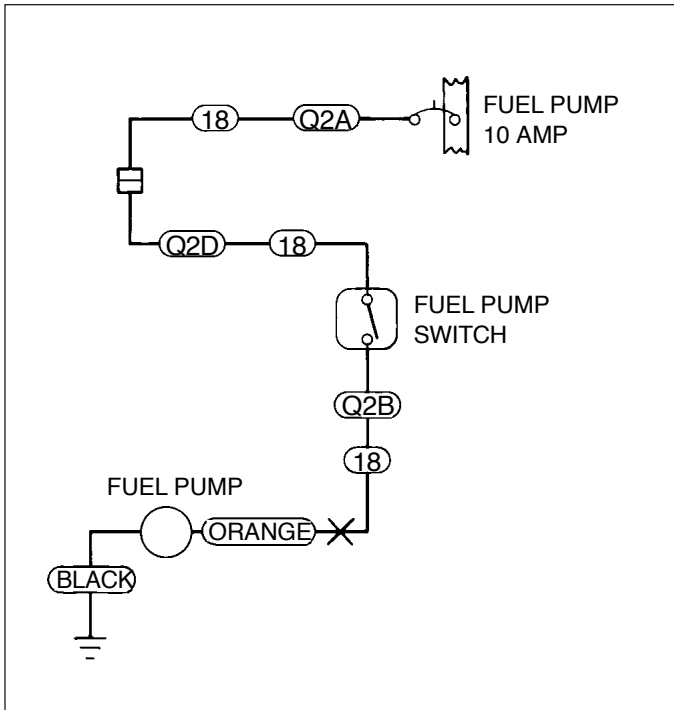 18 Q2A FUEL PUMP
10 AMP
Q2D 18
FUEL PUMP
SWITCH
Q2B
18
FUEL PUMP
ORANGE
BLACK